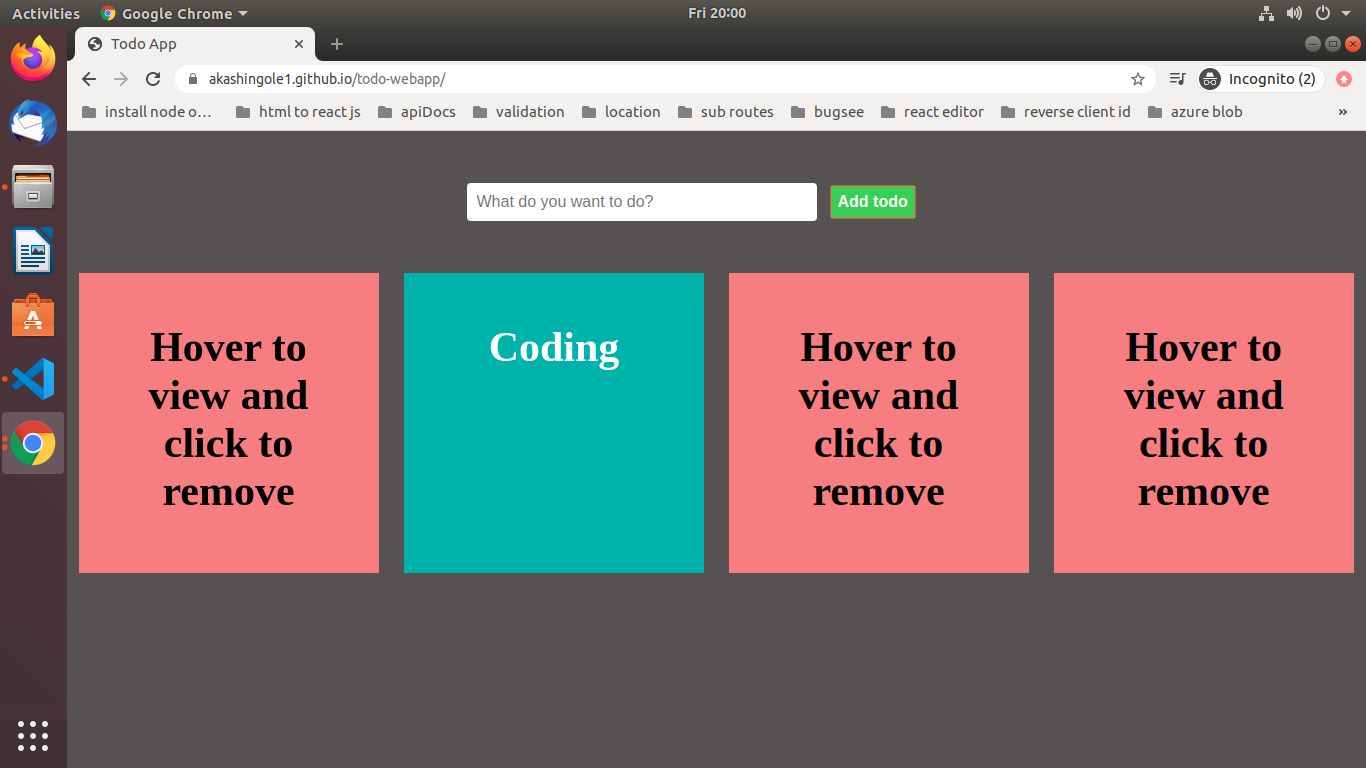 Activities Google Chrome Fri 20:00
Todo App
akashingole1.github.io/todo-webapp/ Incognito (2)
install node o… html to react js apiDocs validation location sub routes bugsee react editor reverse client id azure blob »
What do you want to do? Add todo
Hover to
view and
click to
remove
Coding
Hover to
view and
click to
remove
Hover to
view and
click to
remove